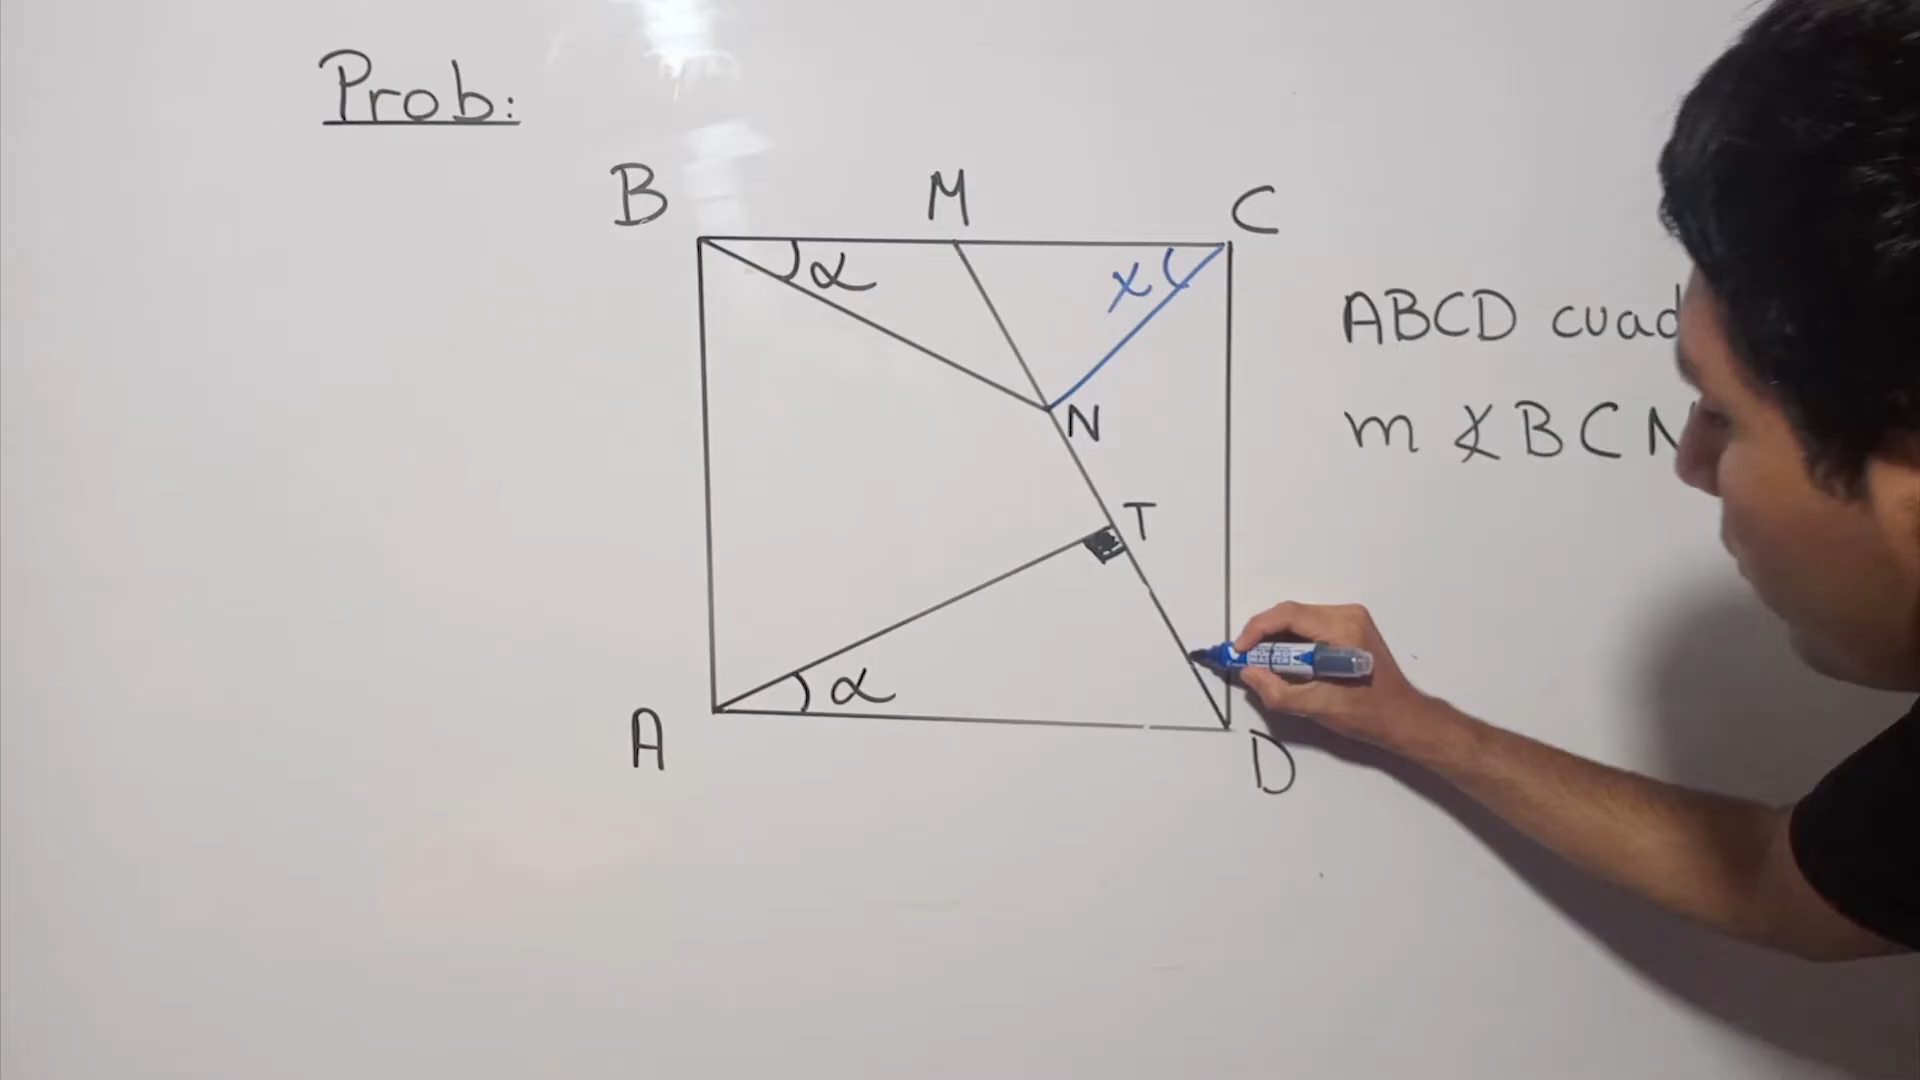 Prob:
B M C
α x
ABCD cuad
m∡BCN
N
T
α
A D